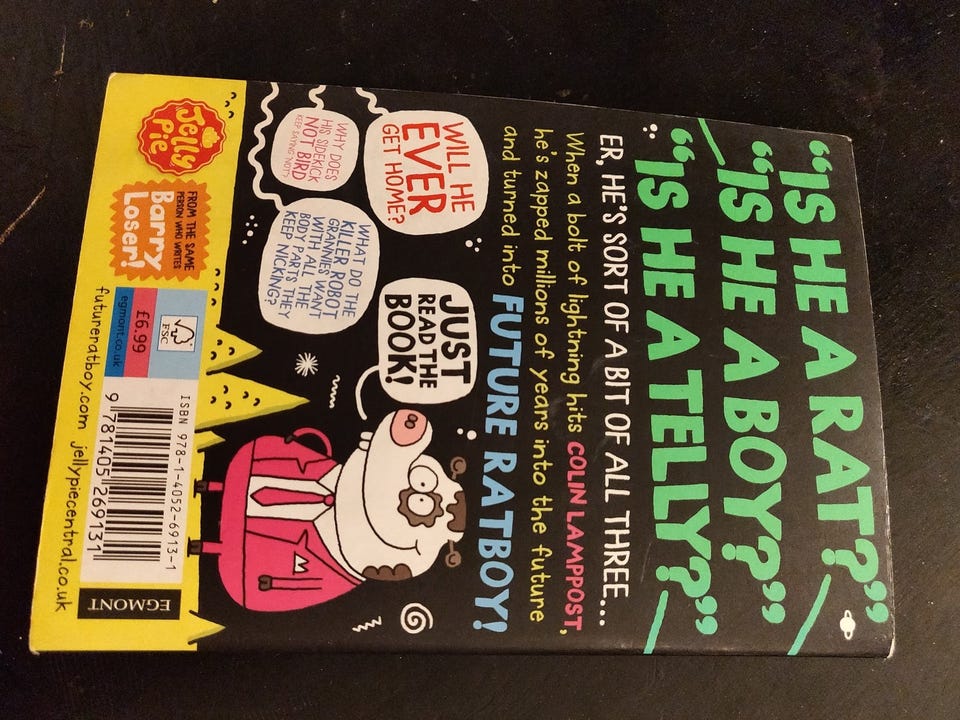 “IS HE A RAT?”
“IS HE A BOY?”
“IS HE A TELLY?”
ER, HE'S SORT OF A BIT OF ALL THREE...
When a bolt of lightning hits COLIN LAMPPOST,
he's zapped millions of years into the future
and turned into FUTURE RATBOY!
WILL HE
EVER
GET HOME?
WHY DOES
HIS SIDEKICK
NOT BIRD
KEEP SAYING 'NOT'?
WHAT DO THE
KILLER ROBOT
GRANNIES WANT
WITH ALL THE
BODY PARTS THEY
KEEP NICKING?
JUST
READ THE
BOOK!
Jelly
Pie
FROM THE SAME
PERSON WHO WRITES
Barry
Loser!
FSC
£6.99
egmont.co.uk
futureratboy.com jellypiecentral.co.uk
ISBN 978-1-4052-6913-1
9 781405 269131
EGMONT